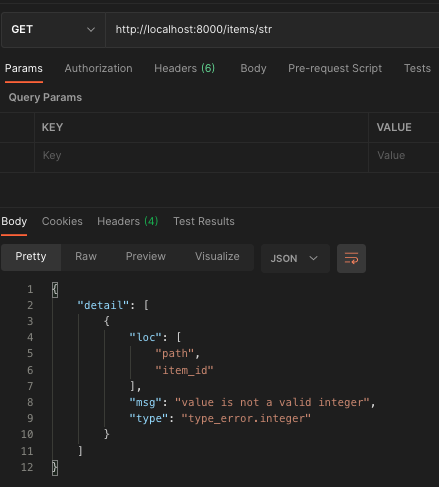 GET http://localhost:8000/items/str
Params Authorization Headers (6) Body Pre-request Script Tests
Query Params
KEY VALUE
Key Value
Body Cookies Headers (4) Test Results
Pretty Raw Preview Visualize JSON
1 {
2 "detail": [
3 {
4 "loc": [
5 "path",
6 "item_id"
7 ],
8 "msg": "value is not a valid integer",
9 "type": "type_error.integer"
10 }
11 ]
12 }